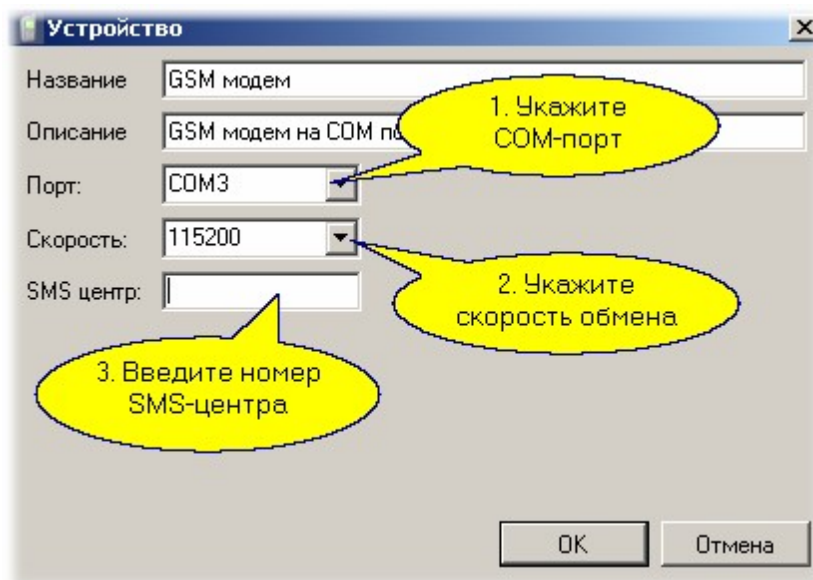 Устройство
Название GSM модем
Описание GSM модем на COM
1. Укажите
COM-порт
Порт: COM3
Скорость: 115200
2. Укажите
скорость обмена
SMS центр:
3. Введите номер
SMS-центра
OK Отмена